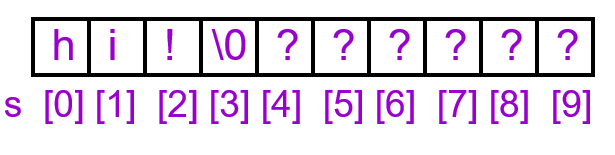 h i ! \0 ? ? ? ? ? ?
s [0] [1] [2] [3] [4] [5] [6] [7] [8] [9]